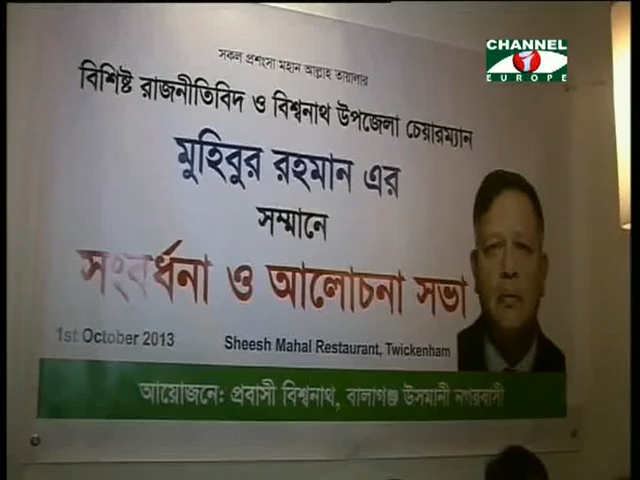 CHANNEL
i
EUROPE
সকল প্রশংসা মহান আল্লাহ তায়ালার
বিশিষ্ট রাজনীতিবিদ ও বিশ্বনাথ উপজেলা চেয়ারম্যান
মুহিবুর রহমান এর
সম্মানে
সংবর্ধনা ও আলোচনা সভা
1st October 2013
Sheesh Mahal Restaurant, Twickenham
আয়োজনে: প্রবাসী বিশ্বনাথ, বালাগঞ্জ উসমানী নগরবাসী